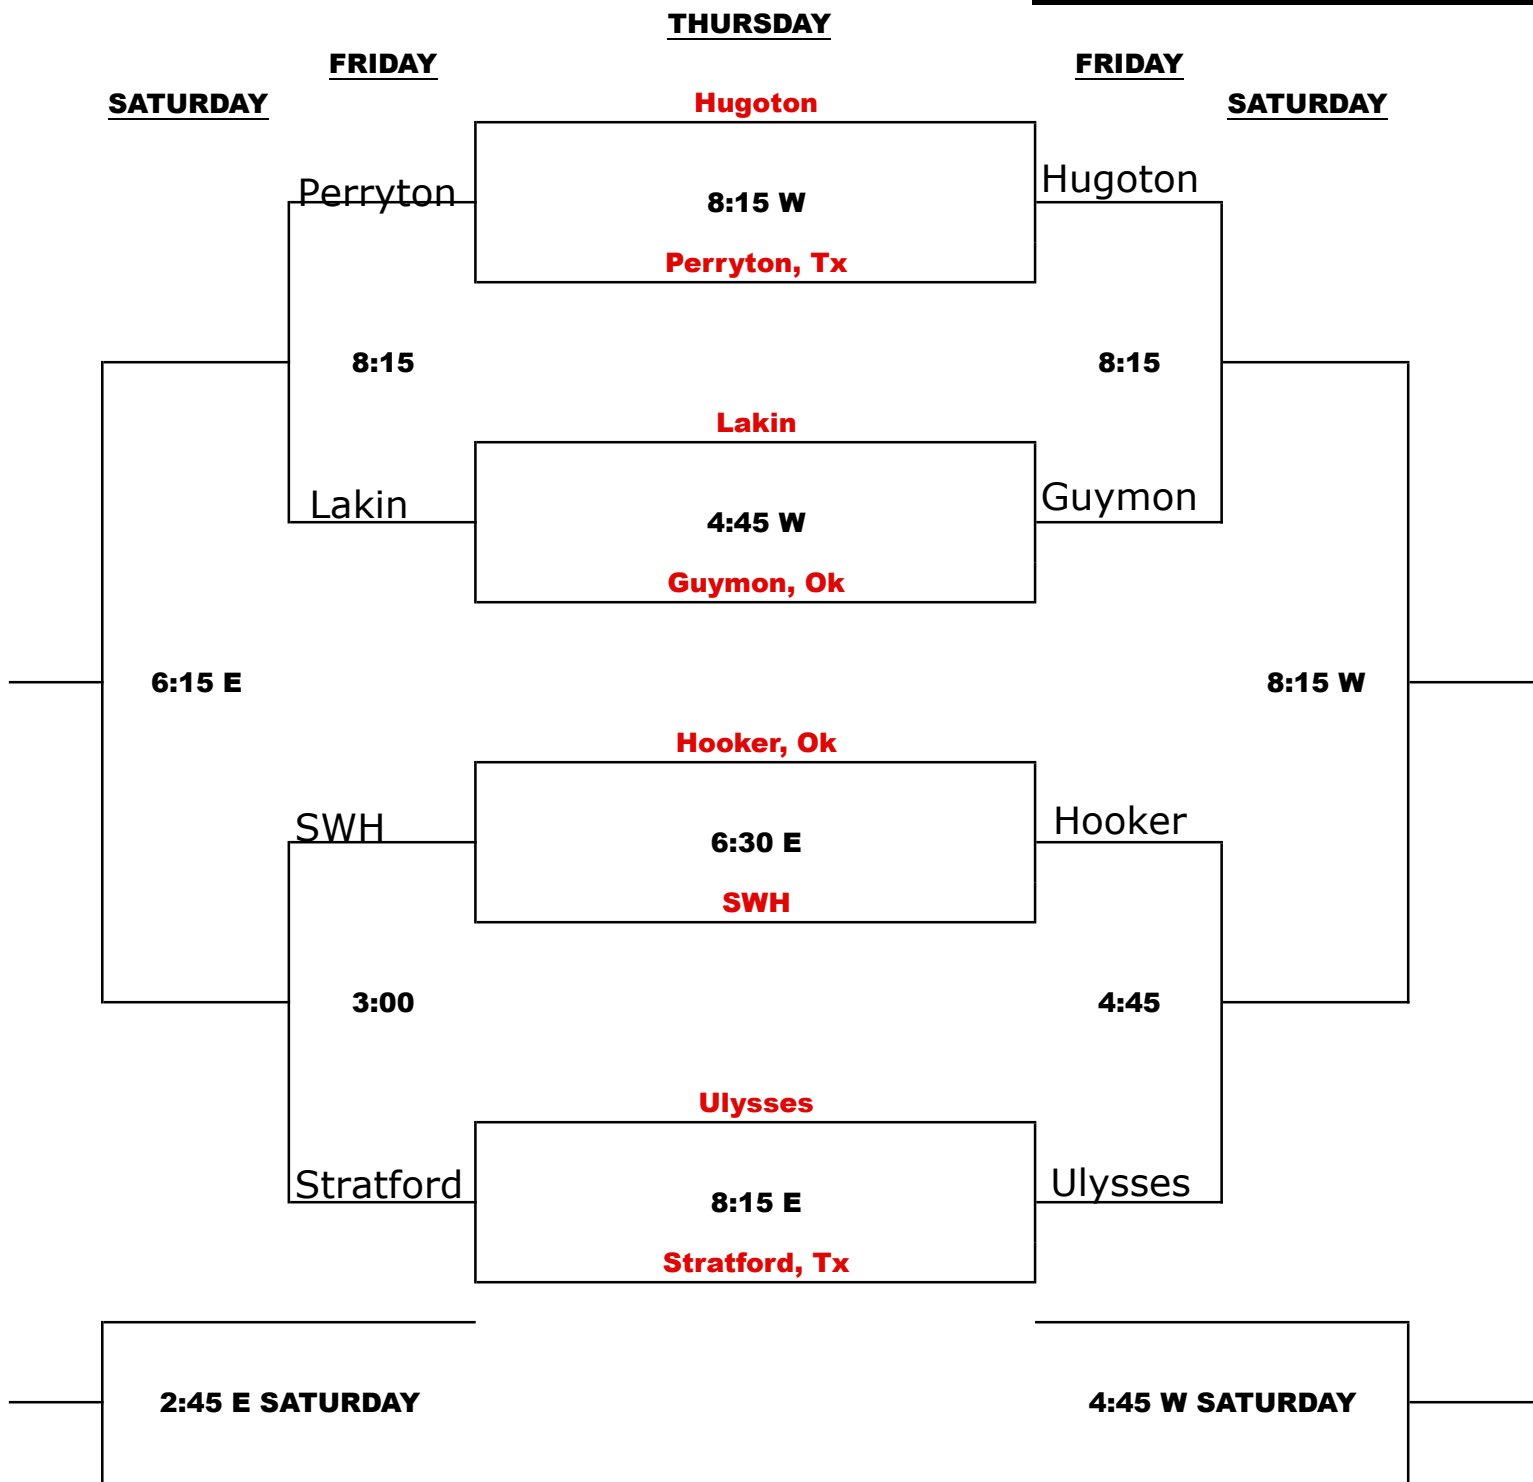 THURSDAY
FRIDAY FRIDAY
SATURDAY Hugoton SATURDAY
Perryton 8:15 W Hugoton
Perryton, Tx
8:15 8:15
Lakin
Lakin 4:45 W Guymon
Guymon, Ok
6:15 E 8:15 W
Hooker, Ok
SWH 6:30 E Hooker
SWH
3:00 4:45
Ulysses
Stratford 8:15 E Ulysses
Stratford, Tx
2:45 E SATURDAY 4:45 W SATURDAY